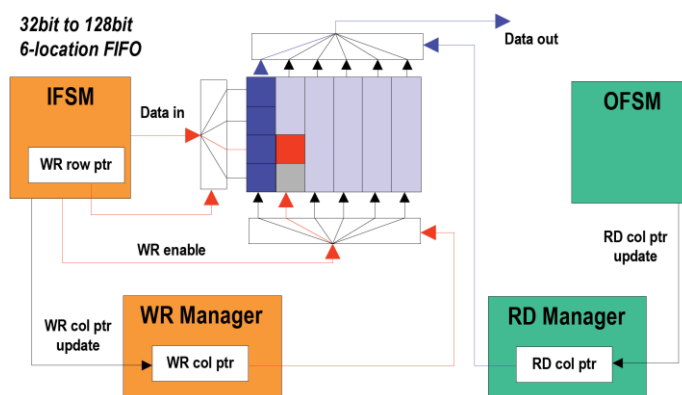 32bit to 128bit
6-location FIFO
IFSM
Data in
WR row ptr
Data out
OFSM
WR enable
RD col ptr
update
WR col ptr
update
WR Manager
WR col ptr
RD Manager
RD col ptr